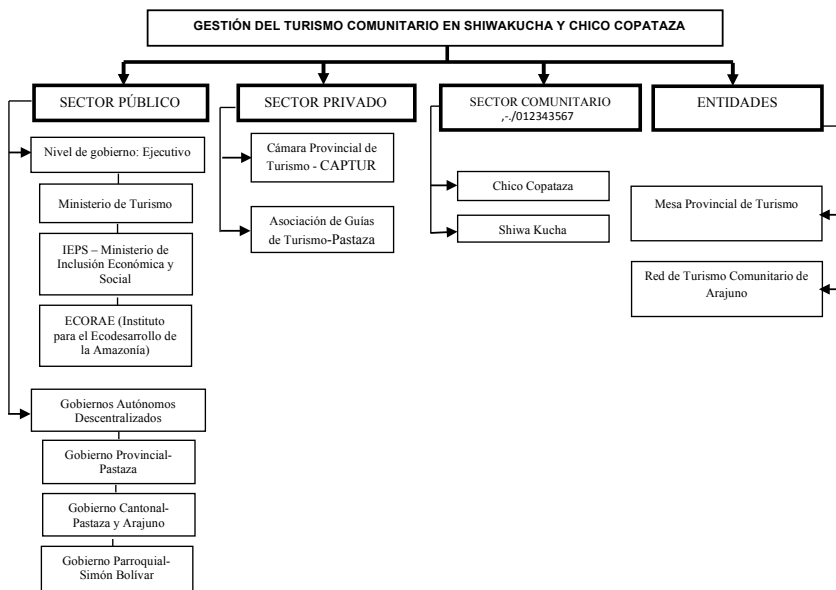 GESTIÓN DEL TURISMO COMUNITARIO EN SHIWAKUCHA Y CHICO COPATAZA
SECTOR PÚBLICO
Nivel de gobierno: Ejecutivo
Ministerio de Turismo
IEPS – Ministerio de
Inclusión Económica y
Social
ECORAE (Instituto
para el Ecodesarrollo de
la Amazonía)
Gobiernos Autónomos
Descentralizados
Gobierno Provincial-
Pastaza
Gobierno Cantonal-
Pastaza y Arajuno
Gobierno Parroquial-
Simón Bolívar
SECTOR PRIVADO
Cámara Provincial de
Turismo - CAPTUR
Asociación de Guías
de Turismo-Pastaza
SECTOR COMUNITARIO
,-./012343567
Chico Copataza
Shiwa Kucha
ENTIDADES
Mesa Provincial de Turismo
Red de Turismo Comunitario de
Arajuno